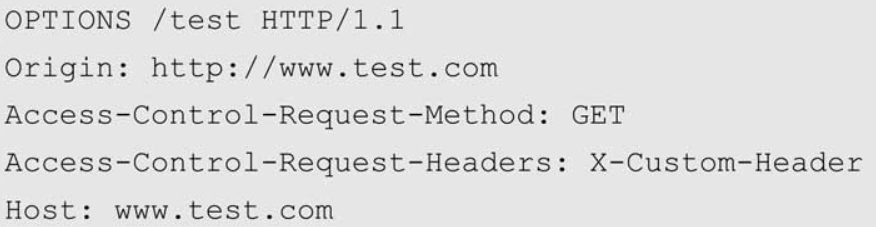 OPTIONS /test HTTP/1.1
Origin: http://www.test.com
Access-Control-Request-Method: GET
Access-Control-Request-Headers: X-Custom-Header
Host: www.test.com